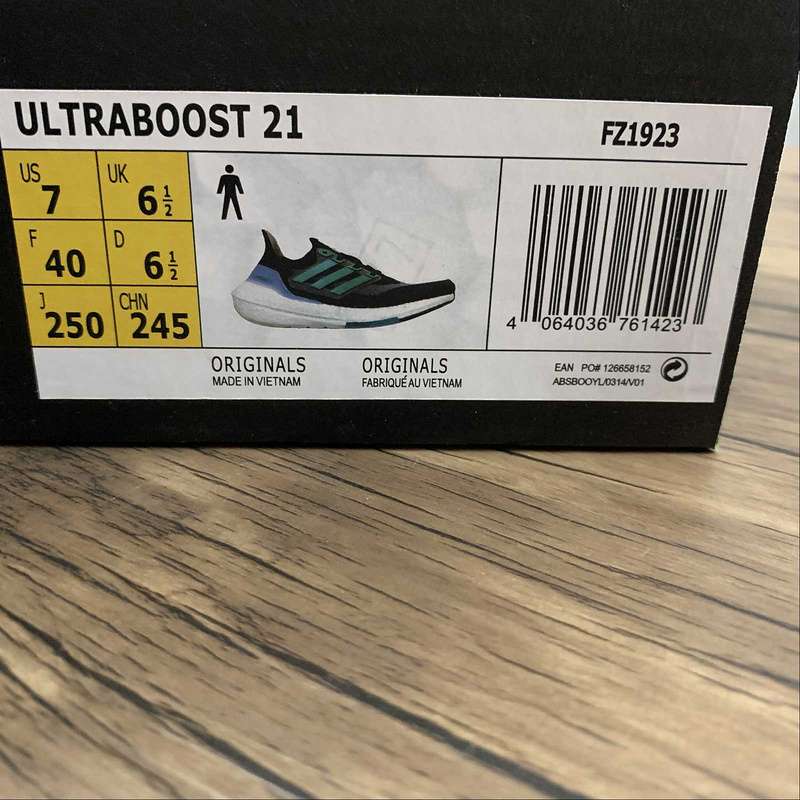 ULTRABOOST 21
FZ1923
US 7 UK 6 1/2
F 40 D 6 1/2
J 250 CHN 245
4 064036 761423
ORIGINALS
MADE IN VIETNAM
ORIGINALS
FABRIQUÉ AU VIETNAM
EAN PO# 126658152
ABSBOOYL/0314/V01